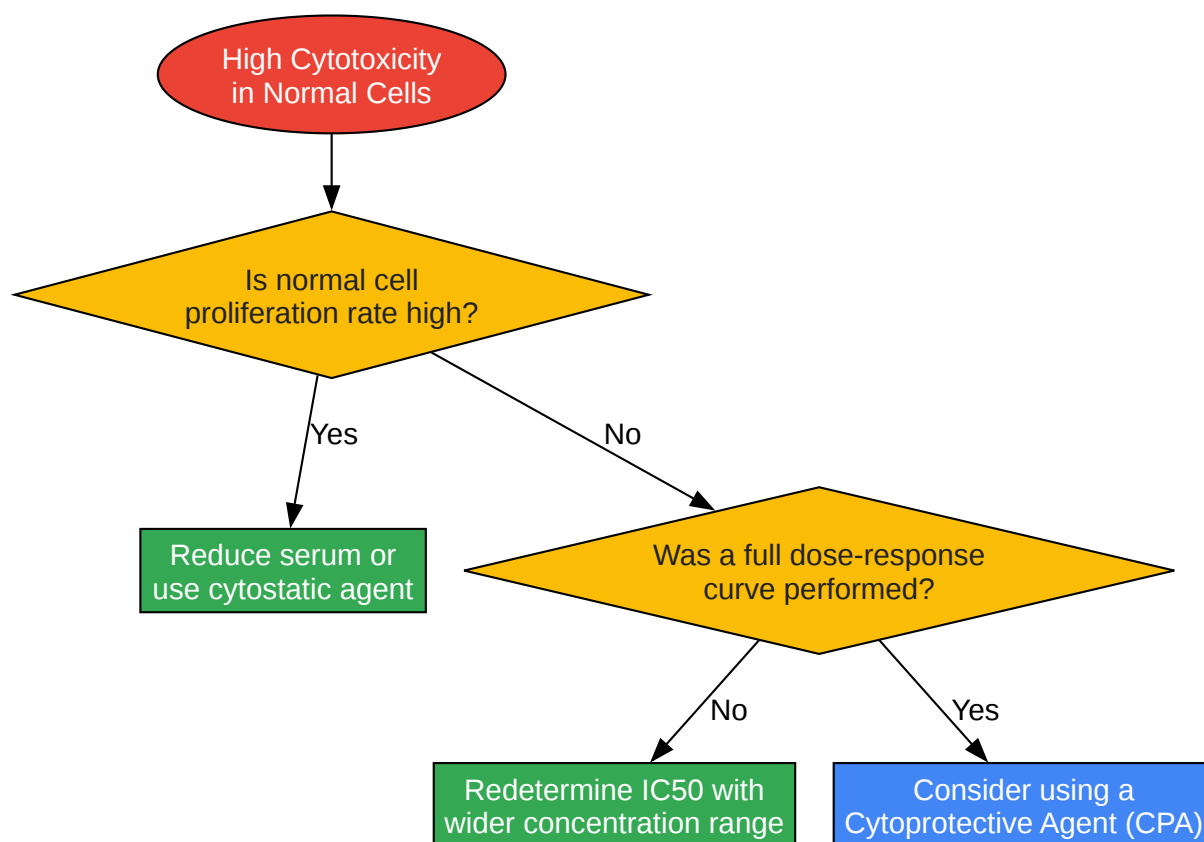 High Cytotoxicity
in Normal Cells
Is normal cell
proliferation rate high?
Yes
No
Reduce serum or
use cytostatic agent
Was a full dose-response
curve performed?
No
Yes
Redetermine IC50 with
wider concentration range
Consider using a
Cytoprotective Agent (CPA)